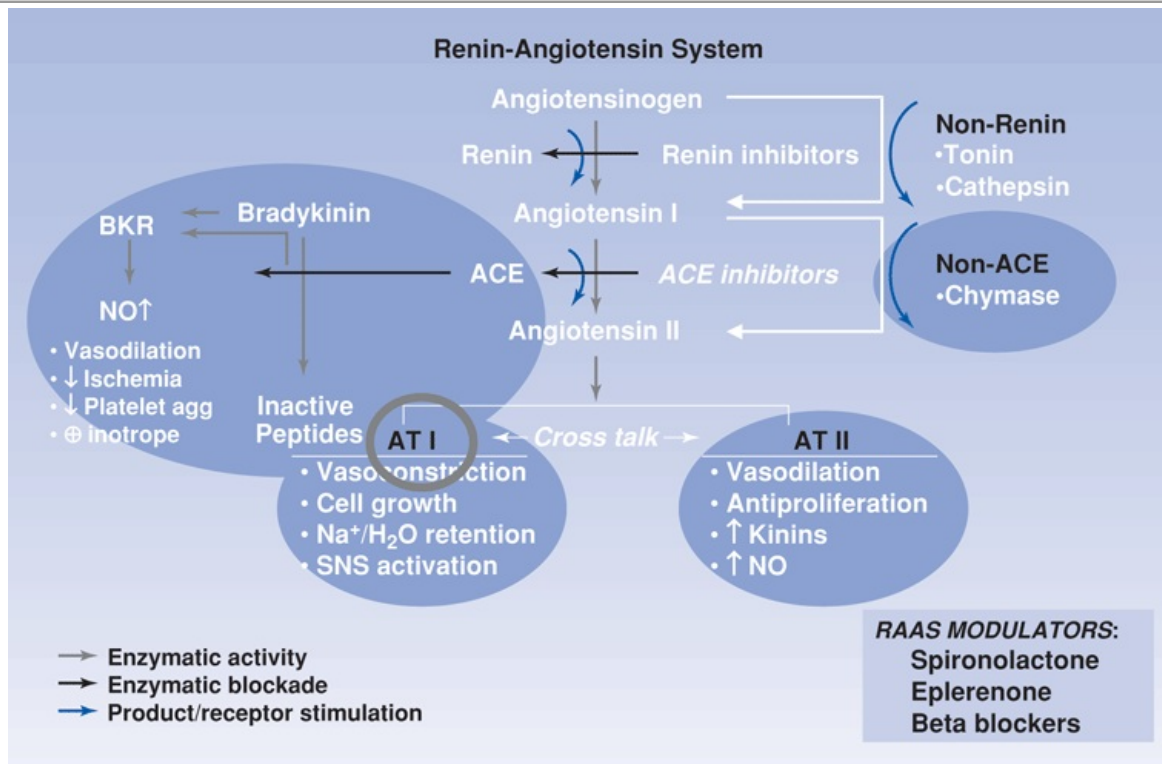 Renin-Angiotensin System
Angiotensinogen
Renin
Renin inhibitors
Non-Renin
•Tonin
•Cathepsin
Angiotensin I
BKR
Bradykinin
ACE
ACE inhibitors
Non-ACE
•Chymase
NO↑
Angiotensin II
• Vasodilation
• ↓ Ischemia
• ↓ Platelet agg
• ⊕ inotrope
Inactive
Peptides
AT I
Cross talk
AT II
• Vasoconstriction
• Cell growth
• Na⁺/H₂O retention
• SNS activation
• Vasodilation
• Antiproliferation
• ↑ Kinins
• ↑ NO
Enzymatic activity
Enzymatic blockade
Product/receptor stimulation
RAAS MODULATORS:
Spironolactone
Eplerenone
Beta blockers